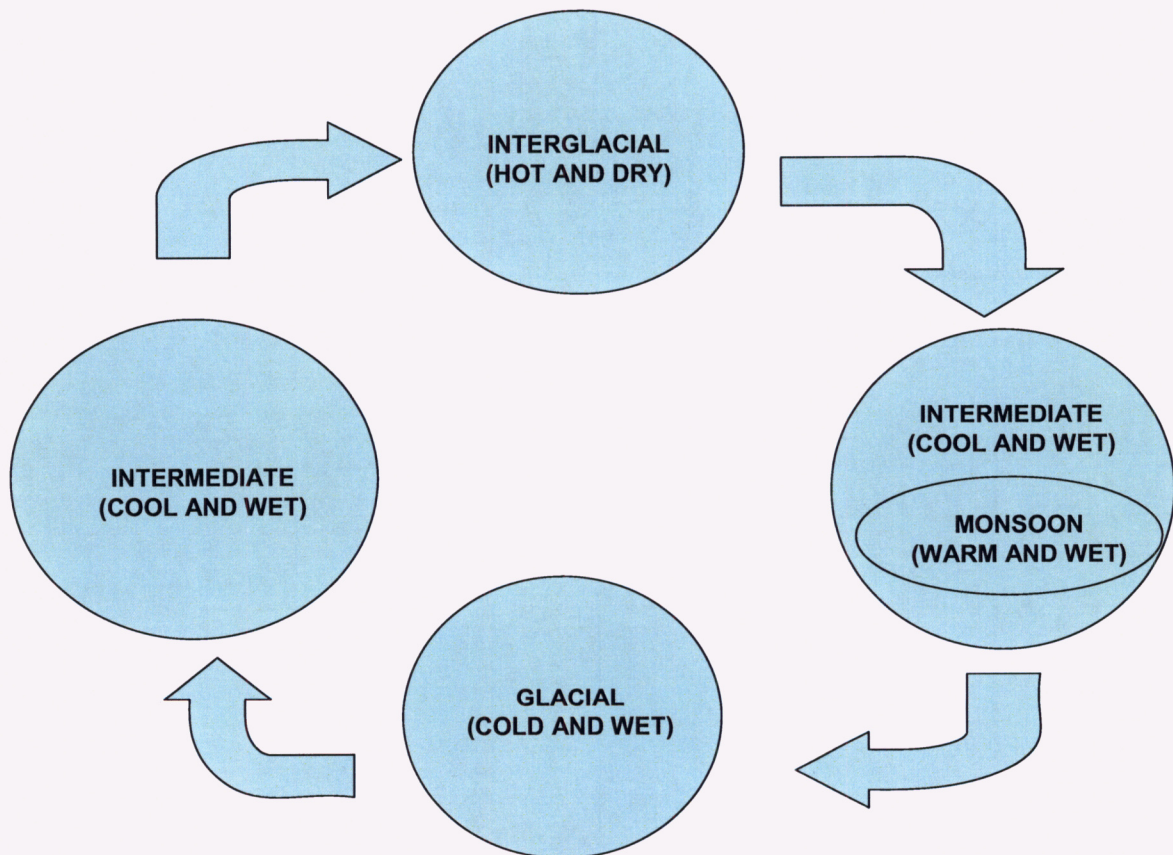 INTERGLACIAL
(HOT AND DRY)
INTERMEDIATE
(COOL AND WET)
MONSOON
(WARM AND WET)
GLACIAL
(COLD AND WET)
INTERMEDIATE
(COOL AND WET)